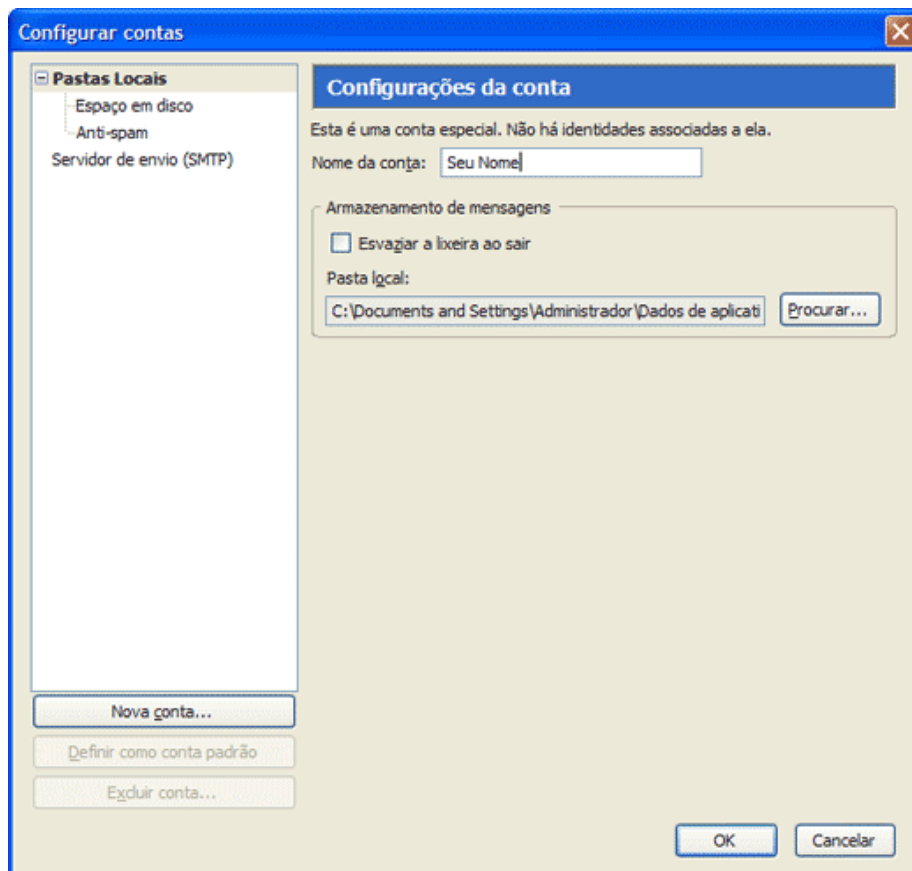 Configurar contas
Pastas Locais
Espaço em disco
Anti-spam
Servidor de envio (SMTP)
Nova conta...
Definir como conta padrão
Excluir conta...
Configurações da conta
Esta é uma conta especial. Não há identidades associadas a ela.
Nome da conta: Seu Nome
Armazenamento de mensagens
Esvaziar a lixeira ao sair
Pasta local:
C:\Documents and Settings\Administrador\Dados de aplicati Procurar...
OK Cancelar